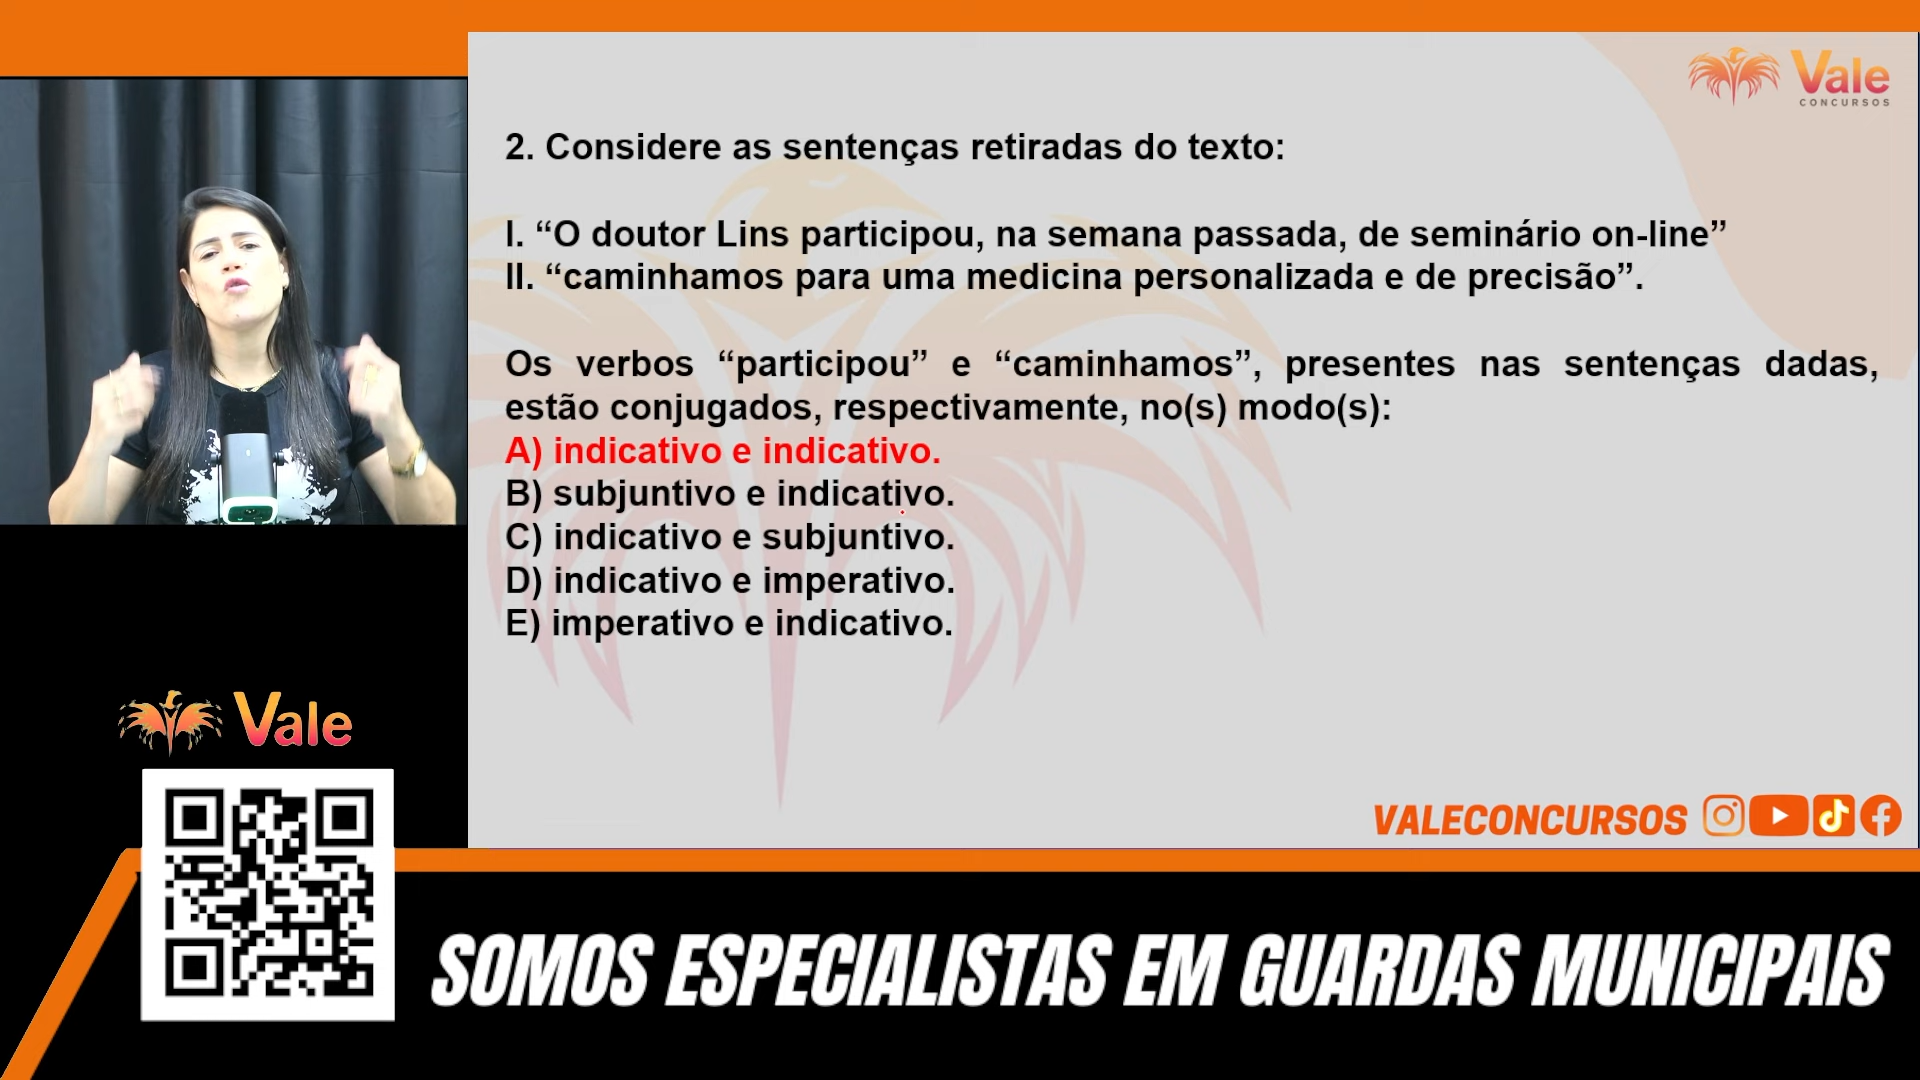 Vale
CONCURSOS
2. Considere as sentenças retiradas do texto:
I. “O doutor Lins participou, na semana passada, de seminário on-line”
II. “caminhamos para uma medicina personalizada e de precisão”.
Os verbos “participou” e “caminhamos”, presentes nas sentenças dadas,
estão conjugados, respectivamente, no(s) modo(s):
A) indicativo e indicativo.
B) subjuntivo e indicativo.
C) indicativo e subjuntivo.
D) indicativo e imperativo.
E) imperativo e indicativo.
Vale
VALECONCURSOS
SOMOS ESPECIALISTAS EM GUARDAS MUNICIPAIS